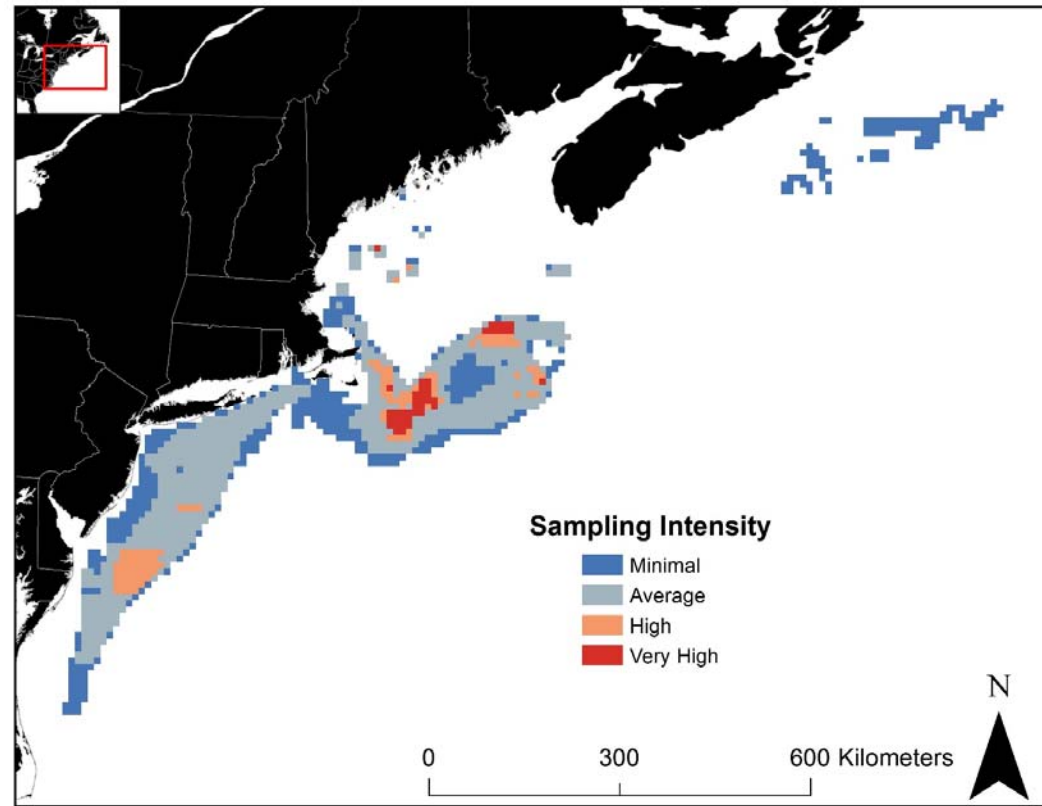 Sampling Intensity
Minimal
Average
High
Very High
N
0 300 600 Kilometers